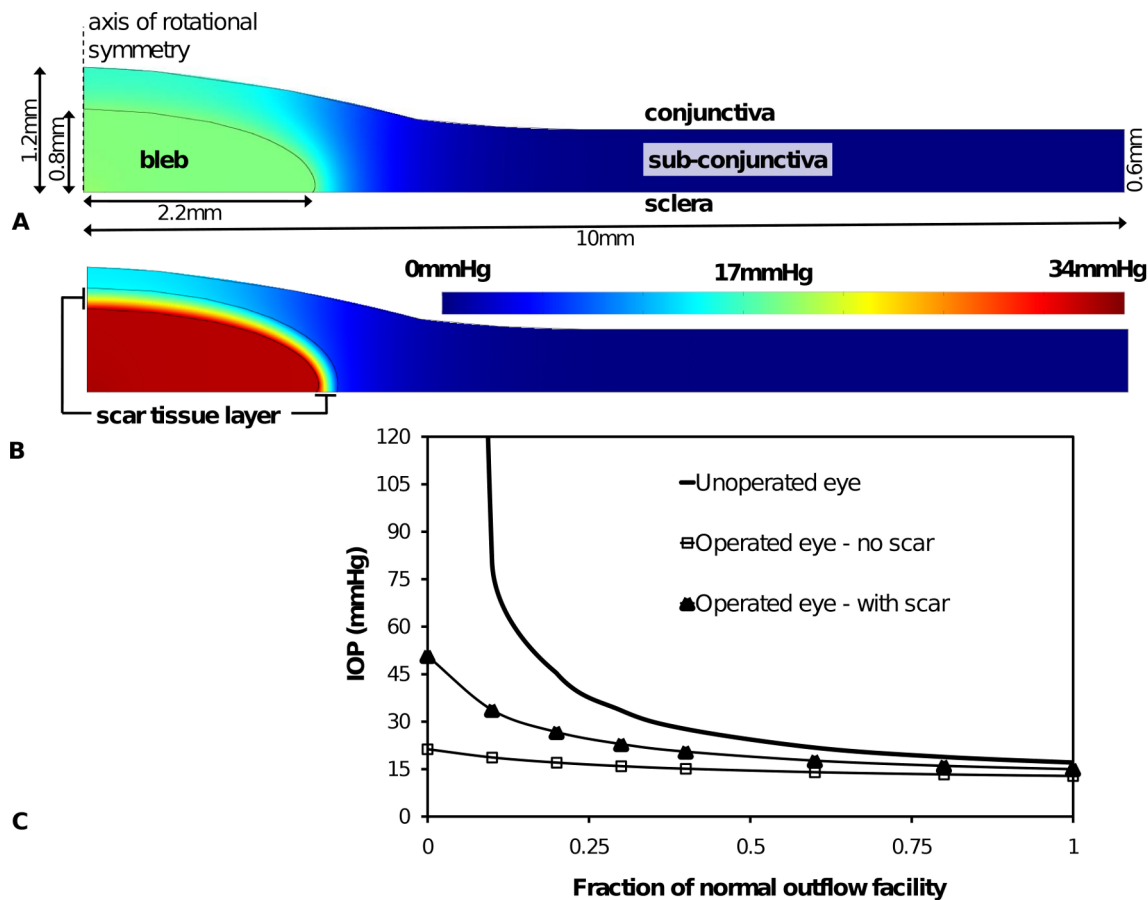 axis of rotational
symmetry
1.2mm
0.8mm
bleb
conjunctiva
sub-conjunctiva
0.6mm
sclera
2.2mm
A
10mm
0mmHg
17mmHg
34mmHg
scar tissue layer
B
120
105
90
75
60
45
30
15
0
IOP (mmHg)
Unoperated eye
Operated eye - no scar
Operated eye - with scar
C
0
0.25
0.5
0.75
1
Fraction of normal outflow facility